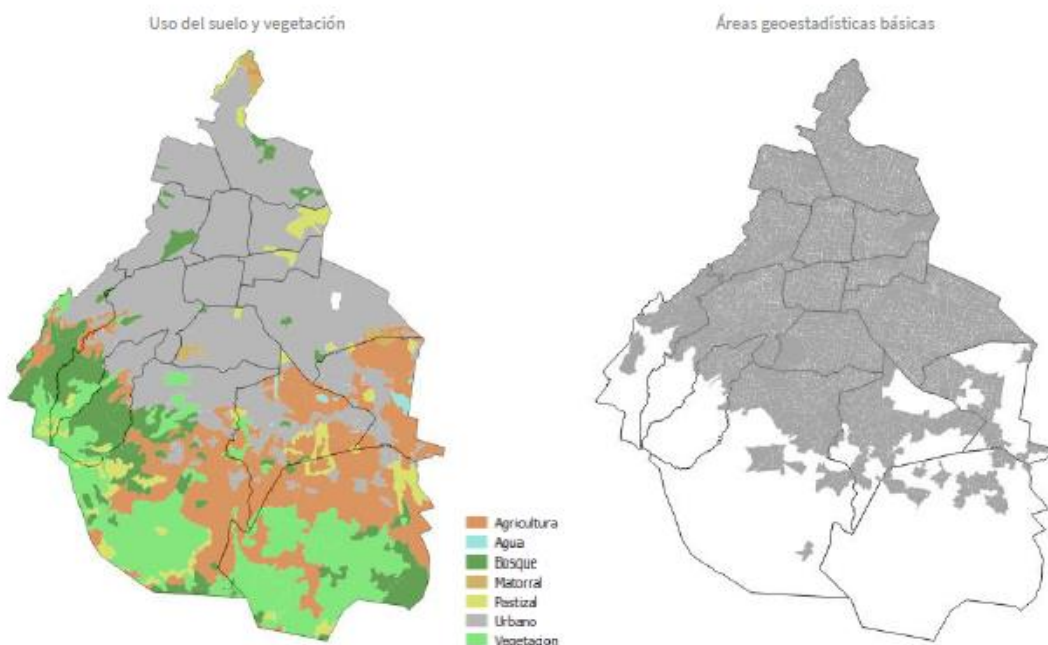 Uso del suelo y vegetación
Áreas geoestadísticas básicas
Agricultura
Agua
Bosque
Matorral
Pastizal
Urbano
Vegetacion